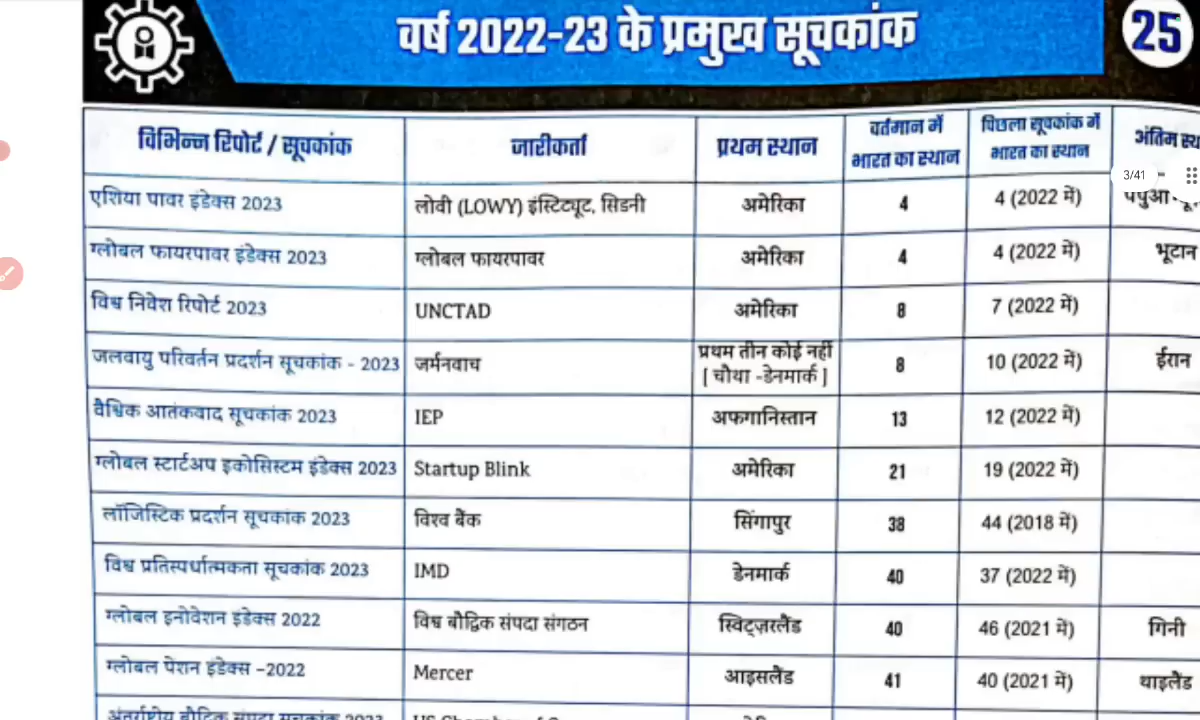 वर्ष 2022-23 के प्रमुख सूचकांक
25
विभिन्न रिपोर्ट / सूचकांक जारीकर्ता प्रथम स्थान वर्तमान में भारत का स्थान पिछला सूचकांक में भारत का स्थान अंतिम
3/41
एशिया पावर इंडेक्स 2023 लोवी (LOWY) इंस्टिट्यूट, सिडनी अमेरिका 4 4 (2022 में)
ग्लोबल फायरपावर इंडेक्स 2023 ग्लोबल फायरपावर अमेरिका 4 4 (2022 में) भूटान
विश्व निवेश रिपोर्ट 2023 UNCTAD अमेरिका 8 7 (2022 में)
जलवायु परिवर्तन प्रदर्शन सूचकांक - 2023 जर्मनवाच प्रथम तीन कोई नहीं [ चौथा -डेनमार्क ] 8 10 (2022 में) ईरान
वैश्विक आतंकवाद सूचकांक 2023 IEP अफगानिस्तान 13 12 (2022 में)
ग्लोबल स्टार्टअप इकोसिस्टम इंडेक्स 2023 Startup Blink अमेरिका 21 19 (2022 में)
लॉजिस्टिक प्रदर्शन सूचकांक 2023 विश्व बैंक सिंगापुर 38 44 (2018 में)
विश्व प्रतिस्पर्धात्मकता सूचकांक 2023 IMD डेनमार्क 40 37 (2022 में)
ग्लोबल इनोवेशन इंडेक्स 2022 विश्व बौद्विक संपदा संगठन स्विट्ज़रलैंड 40 46 (2021 में) गिनी
ग्लोबल पेंशन इंडेक्स -2022 Mercer आइसलैंड 41 40 (2021 में) थाइलैंड